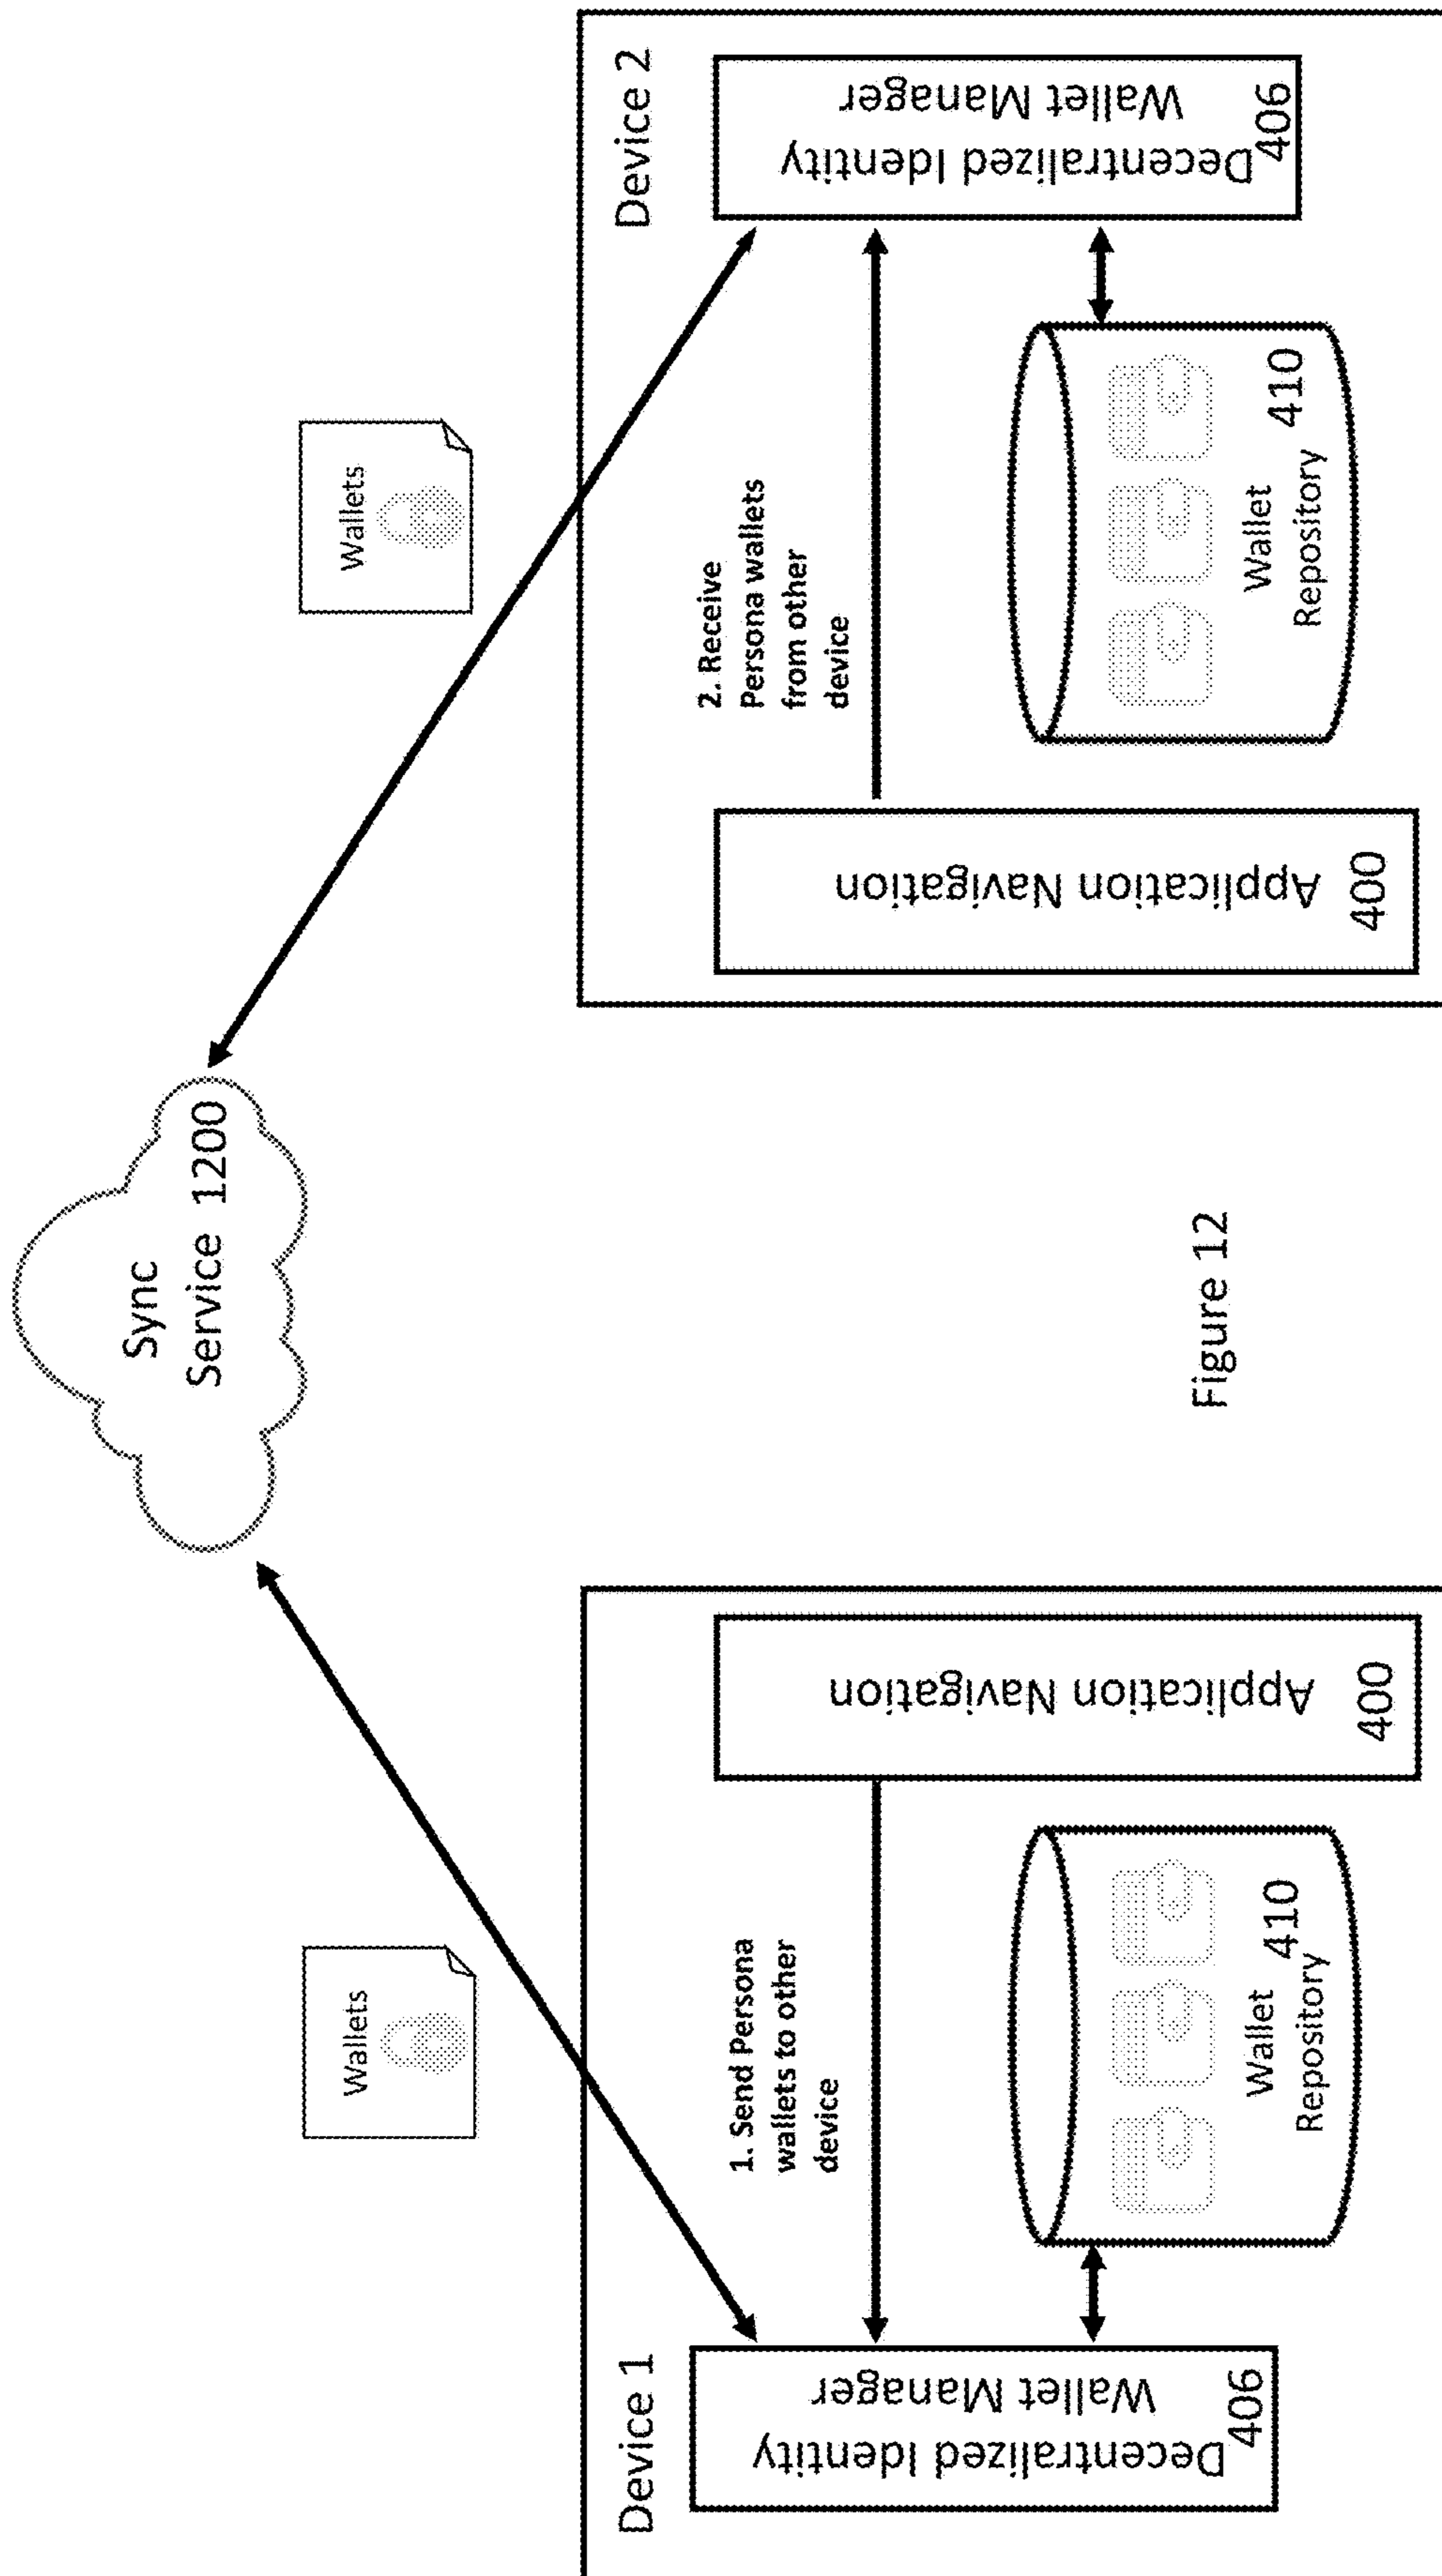 Sync
Service 1200
Wallets
Wallets
Device 1
Decentralized Identity
Wallet Manager
406
1. Send Persona
wallets to other
device
Wallet
Repository
410
Application Navigation
400
Device 2
Application Navigation
400
2. Receive
Persona wallets
from other
device
Wallet
Repository
410
Decentralized Identity
Wallet Manager
406
Figure 12